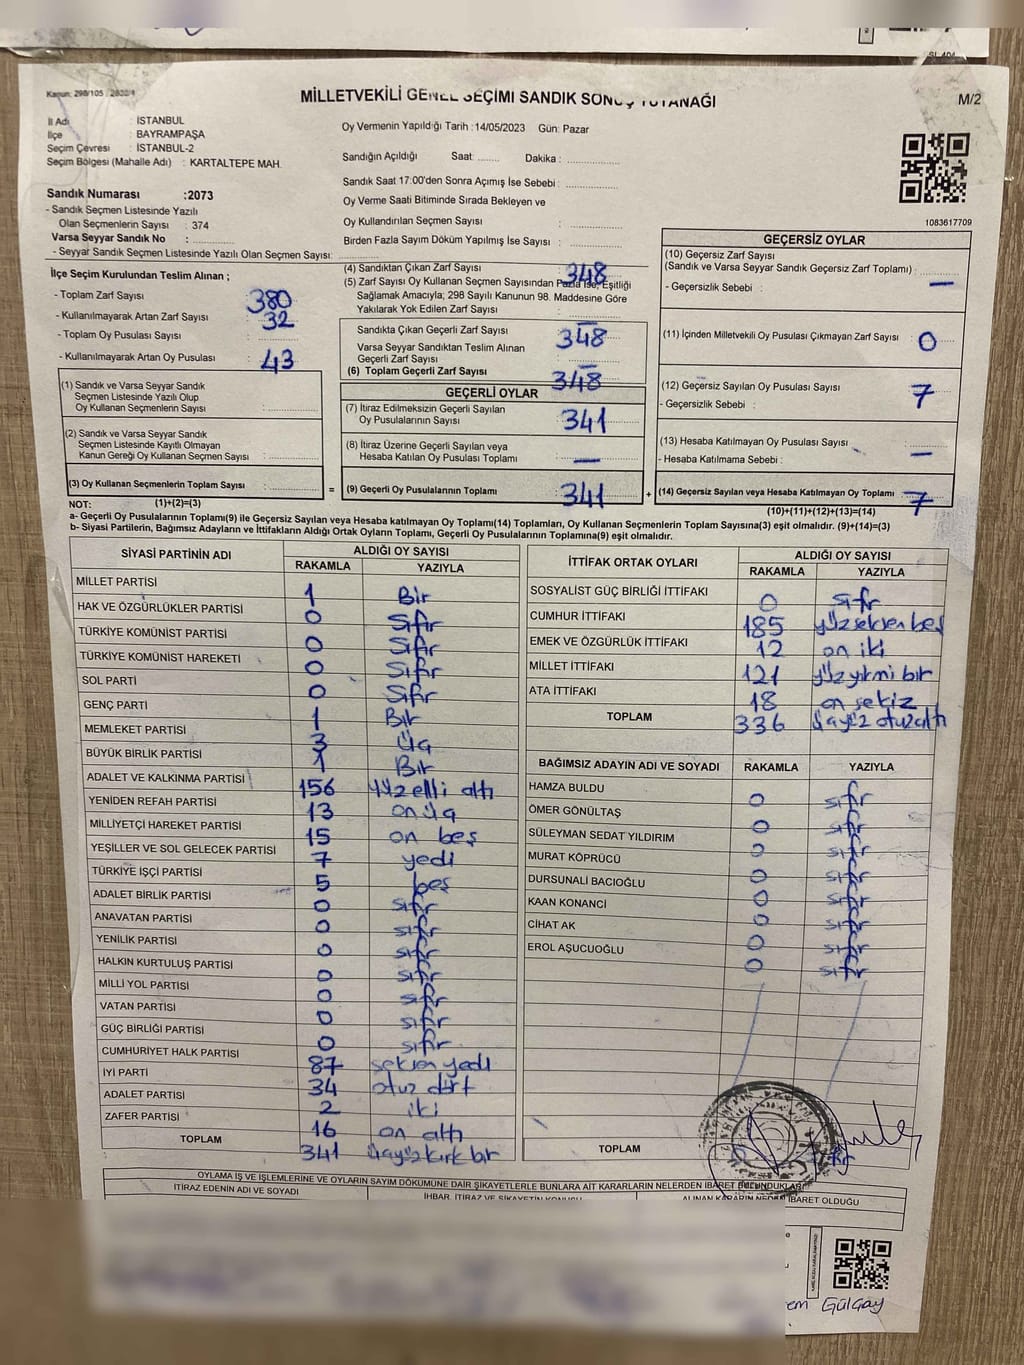 SI. 404
Kanun: 298/105 : 2839/4
MİLLETVEKİLİ GENEL SEÇİMİ SANDIK SONUÇ TUTANAĞI
M/2
İl Adı : İSTANBUL
İlçe : BAYRAMPAŞA
Seçim Çevresi : İSTANBUL-2
Seçim Bölgesi (Mahalle Adı) : KARTALTEPE MAH.
Oy Vermenin Yapıldığı Tarih :14/05/2023 Gün: Pazar
Sandığın Açıldığı Saat: ........ Dakika: ................
Sandık Saat 17:00'den Sonra Açımış İse Sebebi: ................
Oy Verme Saati Bitiminde Sırada Bekleyen ve
Oy Kullandırılan Seçmen Sayısı : ................
Birden Fazla Sayım Döküm Yapılmış İse Sayısı : ................
1083617709
Sandık Numarası :2073
- Sandık Seçmen Listesinde Yazılı
Olan Seçmenlerin Sayısı : 374
Varsa Seyyar Sandık No : ................
- Seyyar Sandık Seçmen Listesinde Yazılı Olan Seçmen Sayısı: ................
İlçe Seçim Kurulundan Teslim Alınan ;
- Toplam Zarf Sayısı : 380
- Kullanılmayarak Artan Zarf Sayısı : 32
- Toplam Oy Pusulası Sayısı :
- Kullanılmayarak Artan Oy Pusulası : 43
(1) Sandık ve Varsa Seyyar Sandık
Seçmen Listesinde Yazılı Olup
Oy Kullanan Seçmenlerin Sayısı : ................
(2) Sandık ve Varsa Seyyar Sandık
Seçmen Listesinde Kayıtlı Olmayan
Kanun Gereği Oy Kullanan Seçmen Sayısı : ................
(3) Oy Kullanan Seçmenlerin Toplam Sayısı : ................
(1)+(2)=(3)
(4) Sandıktan Çıkan Zarf Sayısı : 348
(5) Zarf Sayısı Oy Kullanan Seçmen Sayısından Fazla İse, Eşitliği
Sağlamak Amacıyla; 298 Sayılı Kanunun 98. Maddesine Göre
Yakılarak Yok Edilen Zarf Sayısı : —
Sandıkta Çıkan Geçerli Zarf Sayısı : 348
Varsa Seyyar Sandıktan Teslim Alınan
Geçerli Zarf Sayısı : —
(6) Toplam Geçerli Zarf Sayısı : 348
GEÇERLİ OYLAR
(7) İtiraz Edilmeksizin Geçerli Sayılan
Oy Pusulalarının Sayısı : 341
(8) İtiraz Üzerine Geçerli Sayılan veya
Hesaba Katılan Oy Pusulası Toplamı : —
= (9) Geçerli Oy Pusulalarının Toplamı : 341
GEÇERSİZ OYLAR
(10) Geçersiz Zarf Sayısı
(Sandık ve Varsa Seyyar Sandık Geçersiz Zarf Toplamı) : ................
- Geçersizlik Sebebi : —
(11) İçinden Milletvekili Oy Pusulası Çıkmayan Zarf Sayısı : 0
(12) Geçersiz Sayılan Oy Pusulası Sayısı : 7
- Geçersizlik Sebebi :
(13) Hesaba Katılmayan Oy Pusulası Sayısı : —
- Hesaba Katılmama Sebebi :
+ (14) Geçersiz Sayılan veya Hesaba Katılmayan Oy Toplamı : 7
(10)+(11)+(12)+(13)=(14)
NOT:
a- Geçerli Oy Pusulalarının Toplamı(9) ile Geçersiz Sayılan veya Hesaba katılmayan Oy Toplamı(14) Toplamları, Oy Kullanan Seçmenlerin Toplam Sayısına(3) eşit olmalıdır. (9)+(14)=(3)
b- Siyasi Partilerin, Bağımsız Adayların ve İttifakların Aldığı Ortak Oyların Toplamı, Geçerli Oy Pusulalarının Toplamına(9) eşit olmalıdır.
SİYASİ PARTİNİN ADI ALDIĞI OY SAYISI
RAKAMLA YAZIYLA
MİLLET PARTİSİ 1 Bir
HAK VE ÖZGÜRLÜKLER PARTİSİ 0 Sıfır
TÜRKİYE KOMÜNİST PARTİSİ 0 Sıfır
TÜRKİYE KOMÜNİST HAREKETİ 0 Sıfır
SOL PARTİ 0 Sıfır
GENÇ PARTİ 1 Bir
MEMLEKET PARTİSİ 3 Üç
BÜYÜK BİRLİK PARTİSİ 1 Bir
ADALET VE KALKINMA PARTİSİ 156 yüz elli altı
YENİDEN REFAH PARTİSİ 13 on üç
MİLLİYETÇİ HAREKET PARTİSİ 15 on beş
YEŞİLLER VE SOL GELECEK PARTİSİ 7 yedi
TÜRKİYE İŞÇİ PARTİSİ 5 beş
ADALET BİRLİK PARTİSİ 0 sıfır
ANAVATAN PARTİSİ 0 sıfır
YENİLİK PARTİSİ 0 sıfır
HALKIN KURTULUŞ PARTİSİ 0 sıfır
MİLLİ YOL PARTİSİ 0 sıfır
VATAN PARTİSİ 0 sıfır
GÜÇ BİRLİĞİ PARTİSİ 0 sıfır
CUMHURİYET HALK PARTİSİ 87 seksen yedi
İYİ PARTİ 34 otuz dört
ADALET PARTİSİ 2 iki
ZAFER PARTİSİ 16 on altı
TOPLAM 341 üçyüz kırk bir
İTTİFAK ORTAK OYLARI ALDIĞI OY SAYISI
RAKAMLA YAZIYLA
SOSYALİST GÜÇ BİRLİĞİ İTTİFAKI 0 sıfır
CUMHUR İTTİFAKI 185 yüz seksen beş
EMEK VE ÖZGÜRLÜK İTTİFAKI 12 on iki
MİLLET İTTİFAKI 121 yüz yirmi bir
ATA İTTİFAKI 18 on sekiz
TOPLAM 336 üçyüz otuz altı
BAĞIMSIZ ADAYIN ADI VE SOYADI RAKAMLA YAZIYLA
HAMZA BULDU 0 sıfır
ÖMER GÖNÜLTAŞ 0 sıfır
SÜLEYMAN SEDAT YILDIRIM 0 sıfır
MURAT KÖPRÜCÜ 0 sıfır
DURSUNALİ BACIOĞLU 0 sıfır
KAAN KONANCİ 0 sıfır
CİHAT AK 0 sıfır
EROL AŞUCUOĞLU 0 sıfır
TOPLAM
OYLAMA İŞ VE İŞLEMLERİNE VE OYLARIN SAYIM DÖKÜMÜNE DAİR ŞİKAYETLERLE BUNLARA AİT KARARLARIN NELERDEN İBARET BULUNDUKLARI
İTİRAZ EDENİN ADI VE SOYADI İHBAR, İTİRAZ VE ŞİKAYETİN KONUSU ALINAN KARARIN NEDEN İBARET OLDUĞU
em Gülgay